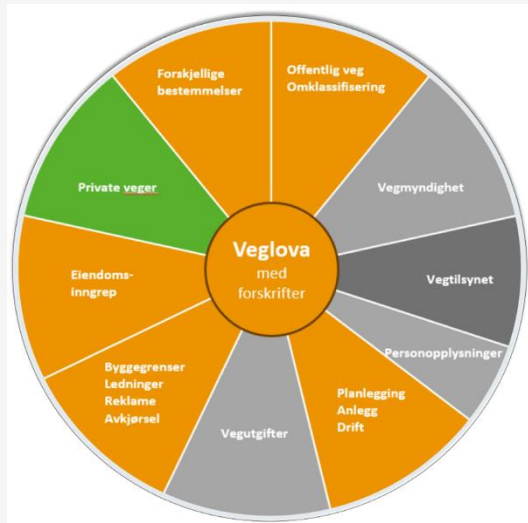 Forskjellige
bestemmelser
Offentlig veg
Omklassifisering
Vegmyndighet
Vegtilsynet
Personopplysninger
Planlegging
Anlegg
Drift
Vegutgifter
Byggegrenser
Ledninger
Reklame
Avkjørsel
Eiendoms-
inngrep
Private veger
Veglova
med
forskrifter